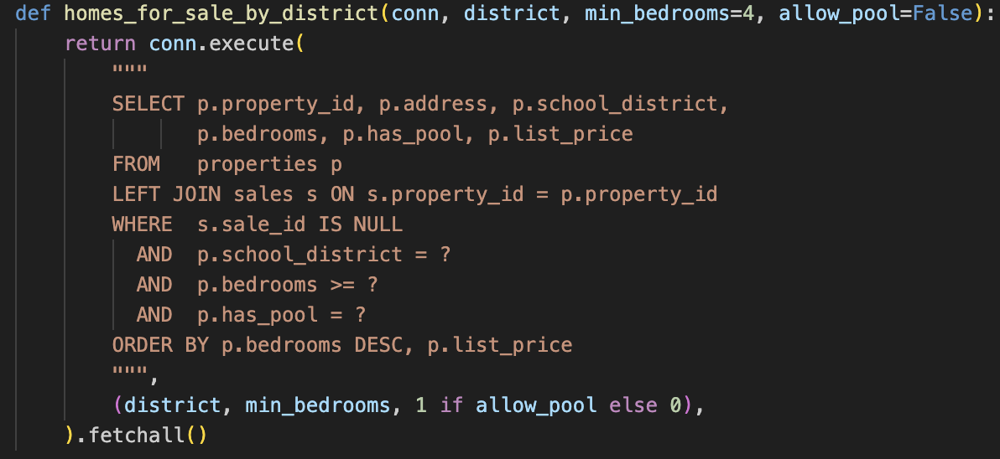 def homes_for_sale_by_district(conn, district, min_bedrooms=4, allow_pool=False):
    return conn.execute(
        """
        SELECT p.property_id, p.address, p.school_district,
               p.bedrooms, p.has_pool, p.list_price
        FROM   properties p
        LEFT JOIN sales s ON s.property_id = p.property_id
        WHERE  s.sale_id IS NULL
          AND  p.school_district = ?
          AND  p.bedrooms >= ?
          AND  p.has_pool = ?
        ORDER BY p.bedrooms DESC, p.list_price
        """,
        (district, min_bedrooms, 1 if allow_pool else 0),
    ).fetchall()